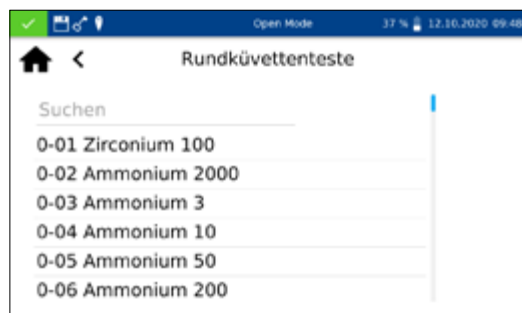 Open Mode 37 % 12.10.2020 09:48
Rundküvettenteste
Suchen
0-01 Zirconium 100
0-02 Ammonium 2000
0-03 Ammonium 3
0-04 Ammonium 10
0-05 Ammonium 50
0-06 Ammonium 200